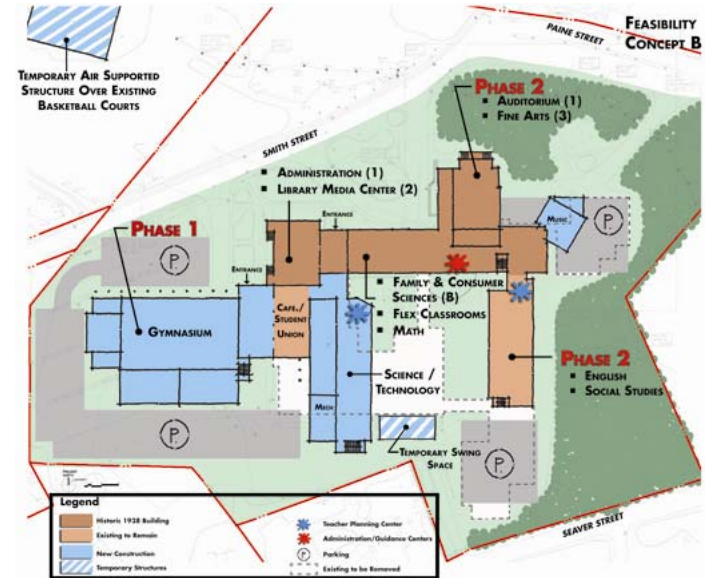 FEASIBILITY
CONCEPT B
PAINE STREET
TEMPORARY AIR SUPPORTED
STRUCTURE OVER EXISTING
BASKETBALL COURTS
PHASE 2
▪ AUDITORIUM (1)
▪ FINE ARTS (3)
SMITH STREET
▪ ADMINISTRATION (1)
▪ LIBRARY MEDIA CENTER (2)
PHASE 1
ENTRANCE
MUSIC
P.
P.
ENTRANCE
▪ FAMILY & CONSUMER
SCIENCES (B)
▪ FLEX CLASSROOMS
▪ MATH
CAFE./
STUDENT
UNION
GYMNASIUM
PHASE 2
▪ ENGLISH
▪ SOCIAL STUDIES
SCIENCE /
TECHNOLOGY
MECH
P.
TEMPORARY SWING
SPACE
P.
SEAVER STREET
Legend
Historic 1938 Building
Existing to Remain
New Construction
Temporary Structures
Teacher Planning Center
Administration/Guidance Centers
P
Parking
Existing to be Removed